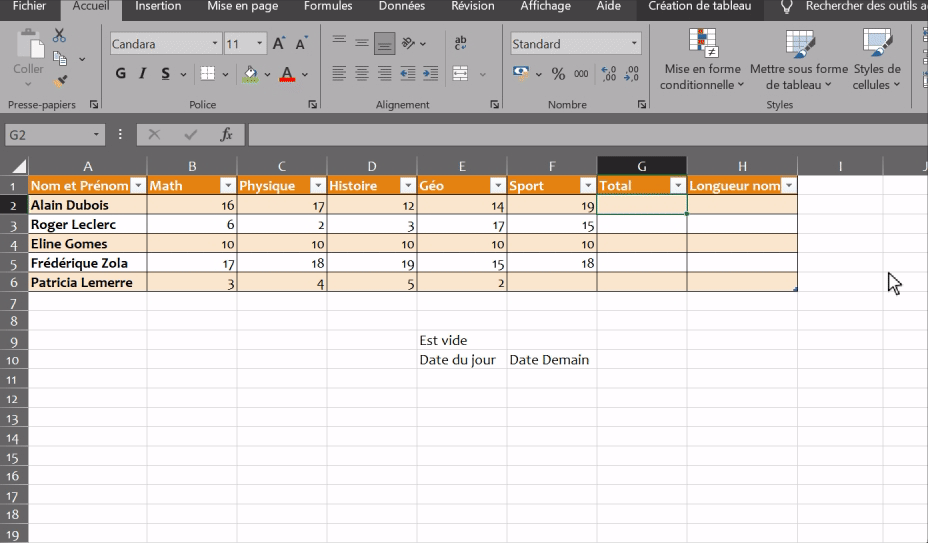 Fichier Accueil Insertion Mise en page Formules Données Révision Affichage Aide Création de tableau Rechercher des outils
Coller
Candara 11 A A
ab
Standard
G I S A
% 000 ,00 ,00
Mise en forme conditionnelle
Mettre sous forme de tableau
Styles de cellules
Presse-papiers Police Alignement Nombre Styles
G2 fx
A B C D E F G H I J
1 Nom et Prénom Math Physique Histoire Géo Sport Total Longueur nom
2 Alain Dubois 16 17 12 14 19
3 Roger Leclerc 6 2 3 17 15
4 Eline Gomes 10 10 10 10 10
5 Frédérique Zola 17 18 19 15 18
6 Patricia Lemerre 3 4 5 2
7
8
9 Est vide
10 Date du jour Date Demain
11
12
13
14
15
16
17
18
19